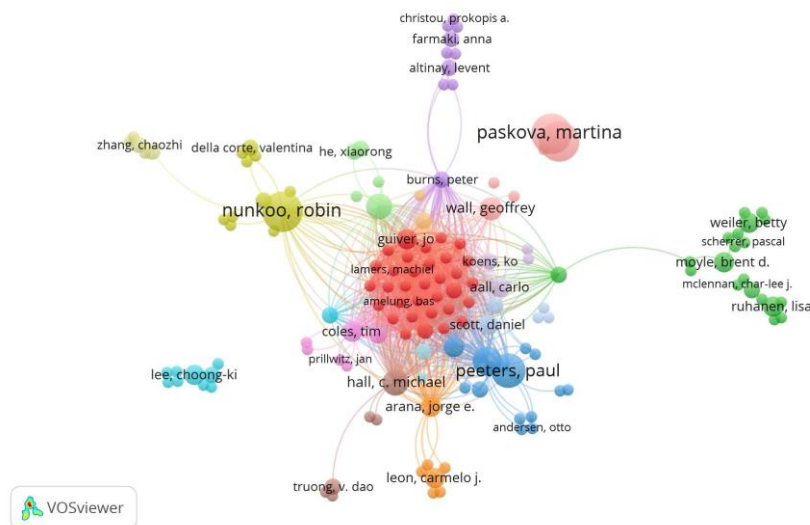 christou, prokopis a.
farmaki, anna
altinay, levent
paskova, martina
zhang, chaozhi
della corte, valentina
he, xiaorong
burns, peter
nunkoo, robin
wall, geoffrey
weiler, betty
scherrer, pascal
guiver, jo
koens, ko
moyle, brent d.
lamers, machiel
aall, carlo
mclennan, char-lee j.
amelung, bas
ruhanen, lisa
scott, daniel
coles, tim
prillwitz, jan
peeters, paul
lee, choong-ki
hall, c. michael
arana, jorge e.
andersen, otto
leon, carmelo j.
truong, v. dao
VOSviewer